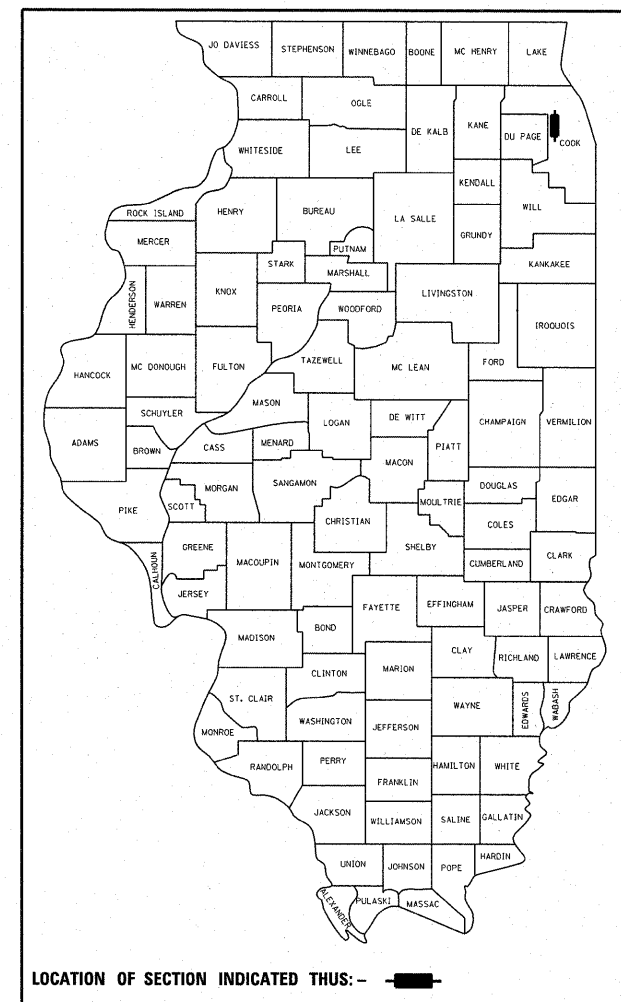 JO DAVIESS
STEPHENSON
WINNEBAGO
BOONE
MC HENRY
LAKE
CARROLL
OGLE
DE KALB
KANE
DU PAGE
COOK
WHITESIDE
LEE
KENDALL
WILL
ROCK ISLAND
HENRY
BUREAU
LA SALLE
GRUNDY
MERCER
PUTNAM
KANKAKEE
STARK
MARSHALL
HENDERSON
WARREN
KNOX
PEORIA
WOODFORD
LIVINGSTON
IROQUOIS
HANCOCK
MC DONOUGH
FULTON
TAZEWELL
MC LEAN
FORD
SCHUYLER
MASON
LOGAN
DE WITT
CHAMPAIGN
VERMILION
ADAMS
BROWN
CASS
MENARD
MACON
PIATT
PIKE
SCOTT
MORGAN
SANGAMON
CHRISTIAN
MOULTRIE
DOUGLAS
EDGAR
COLES
CALHOUN
GREENE
MACOUPIN
MONTGOMERY
SHELBY
CUMBERLAND
CLARK
JERSEY
FAYETTE
EFFINGHAM
JASPER
CRAWFORD
MADISON
BOND
CLAY
RICHLAND
LAWRENCE
CLINTON
MARION
ST. CLAIR
WAYNE
EDWARDS
WABASH
MONROE
WASHINGTON
JEFFERSON
RANDOLPH
PERRY
HAMILTON
WHITE
FRANKLIN
JACKSON
WILLIAMSON
SALINE
GALLATIN
UNION
JOHNSON
POPE
HARDIN
ALEXANDER
PULASKI
MASSAC
LOCATION OF SECTION INDICATED THUS: -